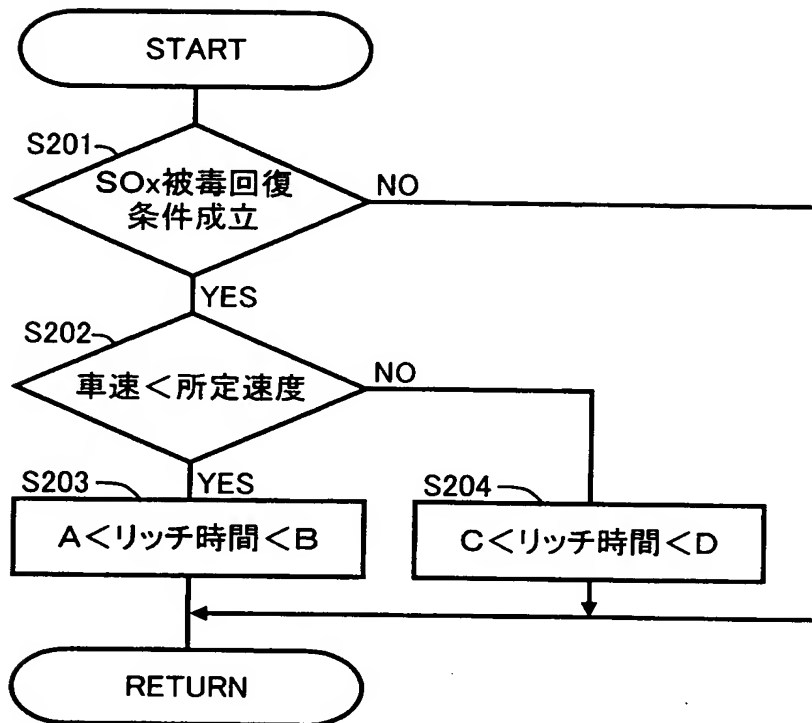 START
S201
SOx被毒回復
条件成立
NO
YES
S202
車速<所定速度
NO
YES
S203
A<リッチ時間<B
S204
C<リッチ時間<D
RETURN